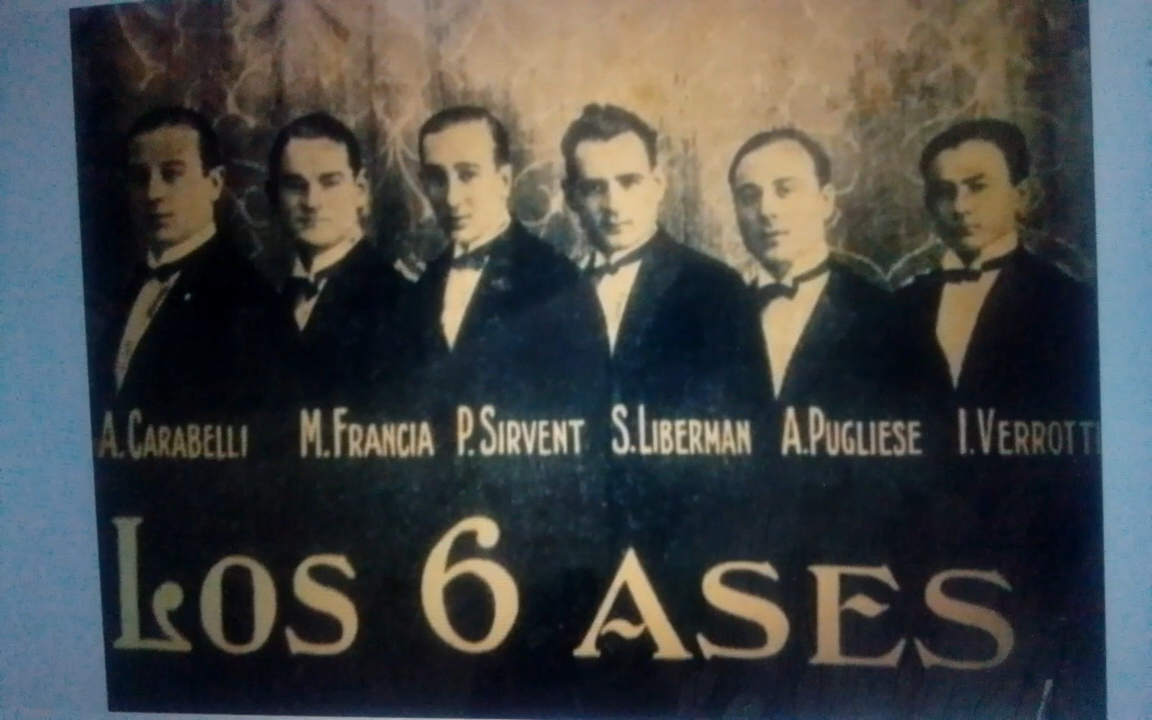 A. CARABELLI M. FRANCIA P. SIRVENT S. LIBERMAN A. PUGLIESE I. VERROTTI
LOS 6 ASES